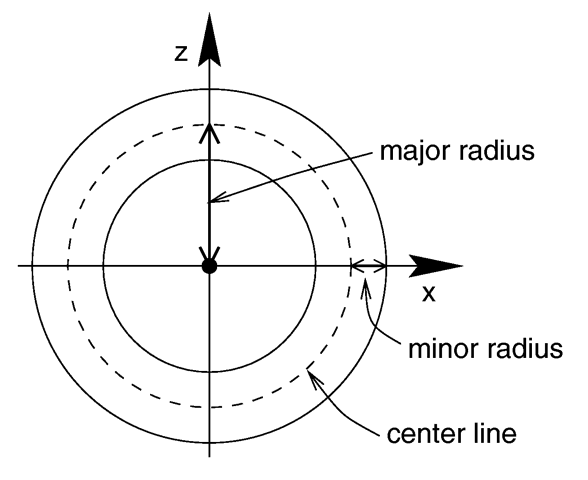 z
major radius
x
minor radius
center line